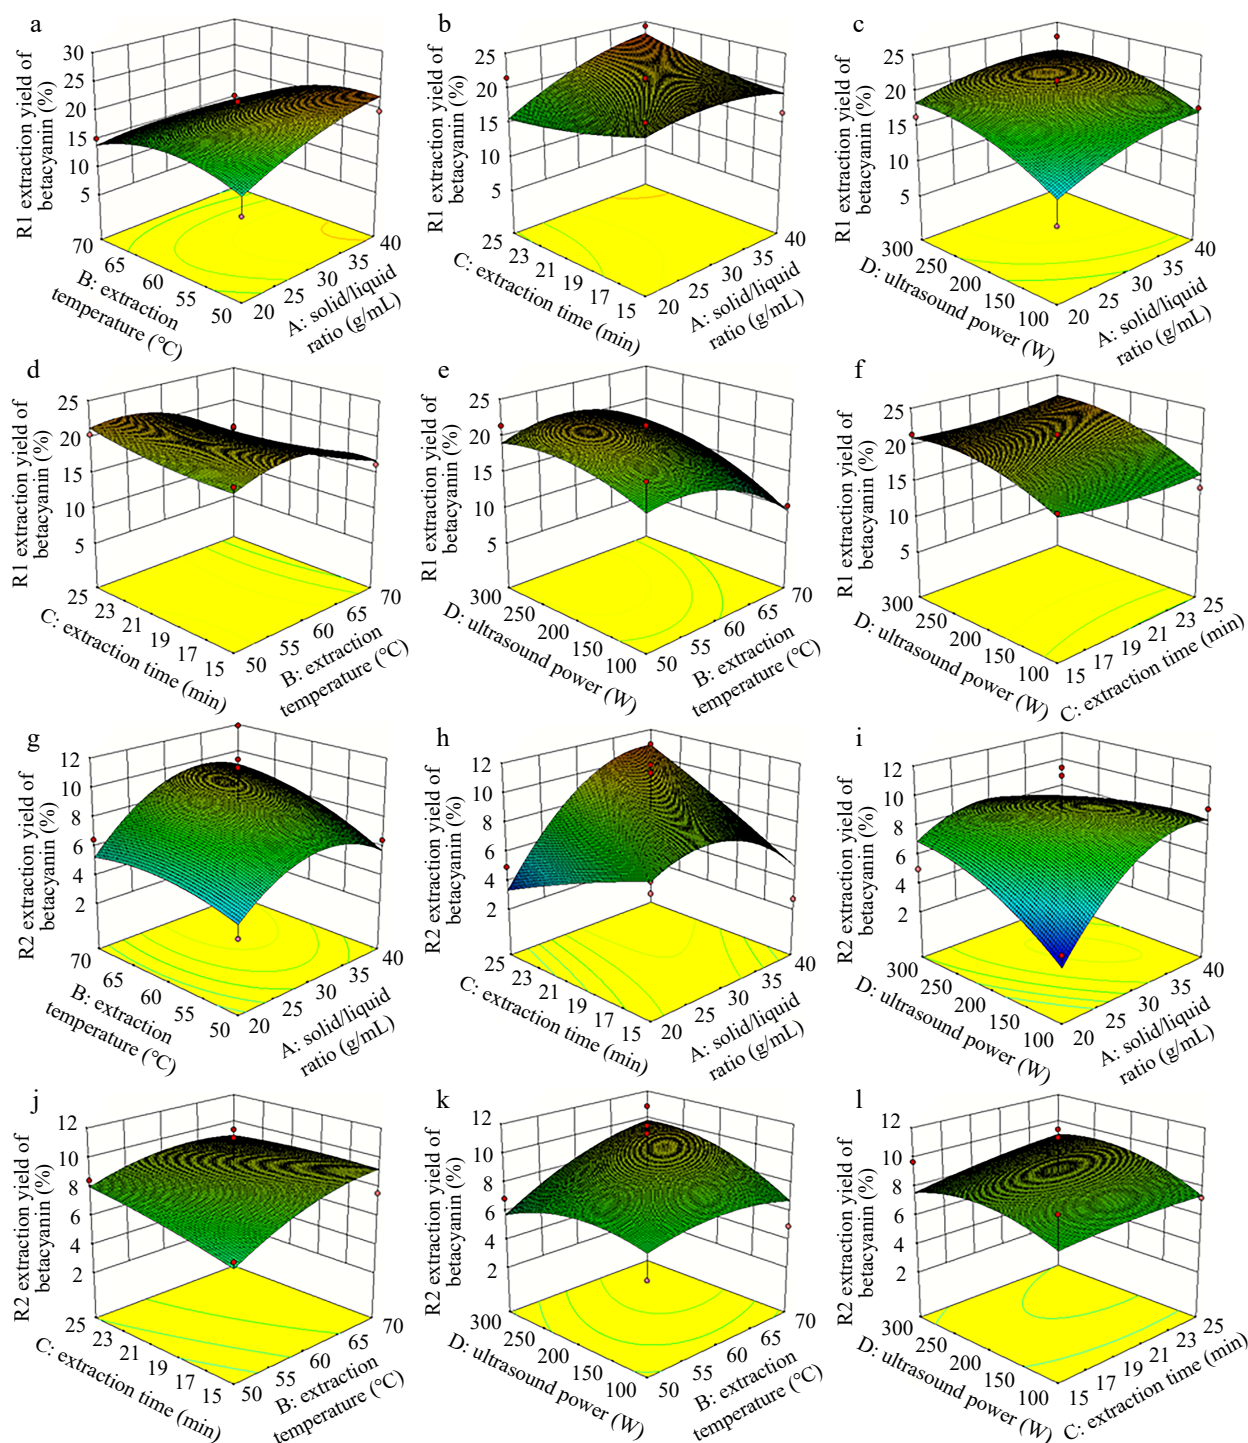 a
R1 extraction yield of
betacyanin (%)
30
25
20
15
10
5
70
65
60
55
50
B: extraction
temperature (°C)
20
25
30
35
40
A: solid/liquid
ratio (g/mL)
b
R1 extraction yield of
betacyanin (%)
25
20
15
10
5
25
23
21
19
17
15
C: extraction time (min)
20
25
30
35
40
A: solid/liquid
ratio (g/mL)
c
R1 extraction yield of
betacyanin (%)
25
20
15
10
5
300
250
200
150
100
D: ultrasound power (W)
20
25
30
35
40
A: solid/liquid
ratio (g/mL)
d
R1 extraction yield of
betacyanin (%)
25
20
15
10
5
25
23
21
19
17
15
C: extraction time (min)
50
55
60
65
70
B: extraction
temperature (°C)
e
R1 extraction yield of
betacyanin (%)
25
20
15
10
5
300
250
200
150
100
D: ultrasound power (W)
50
55
60
65
70
B: extraction
temperature (°C)
f
R1 extraction yield of
betacyanin (%)
25
20
15
10
5
300
250
200
150
100
D: ultrasound power (W)
15
17
19
21
23
25
C: extraction time (min)
g
R2 extraction yield of
betacyanin (%)
12
10
8
6
4
2
70
65
60
55
50
B: extraction
temperature (°C)
20
25
30
35
40
A: solid/liquid
ratio (g/mL)
h
R2 extraction yield of
betacyanin (%)
12
10
8
6
4
2
25
23
21
19
17
15
C: extraction time (min)
20
25
30
35
40
A: solid/liquid
ratio (g/mL)
i
R2 extraction yield of
betacyanin (%)
12
10
8
6
4
2
300
250
200
150
100
D: ultrasound power (W)
20
25
30
35
40
A: solid/liquid
ratio (g/mL)
j
R2 extraction yield of
betacyanin (%)
12
10
8
6
4
2
25
23
21
19
17
15
C: extraction time (min)
50
55
60
65
70
B: extraction
temperature (°C)
k
R2 extraction yield of
betacyanin (%)
12
10
8
6
4
2
300
250
200
150
100
D: ultrasound power (W)
50
55
60
65
70
B: extraction
temperature (°C)
l
R2 extraction yield of
betacyanin (%)
12
10
8
6
4
2
300
250
200
150
100
D: ultrasound power (W)
15
17
19
21
23
25
C: extraction time (min)